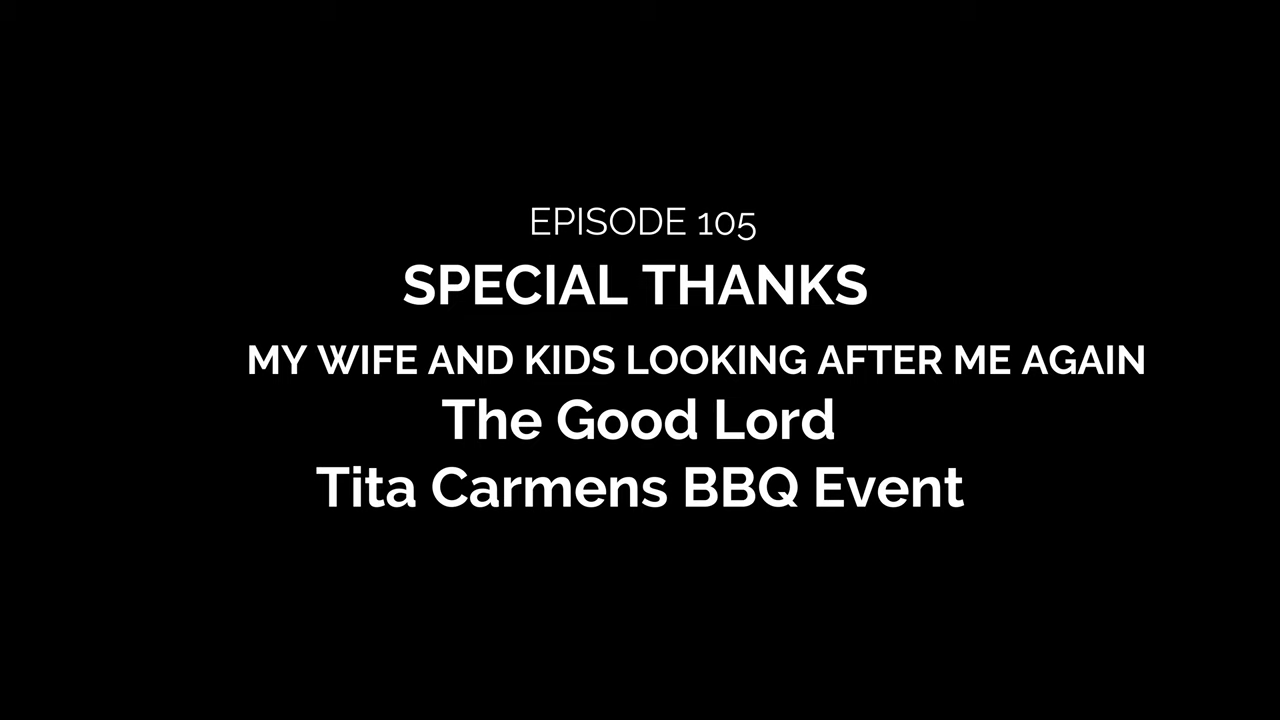 EPISODE 105
SPECIAL THANKS
MY WIFE AND KIDS LOOKING AFTER ME AGAIN
The Good Lord
Tita Carmens BBQ Event